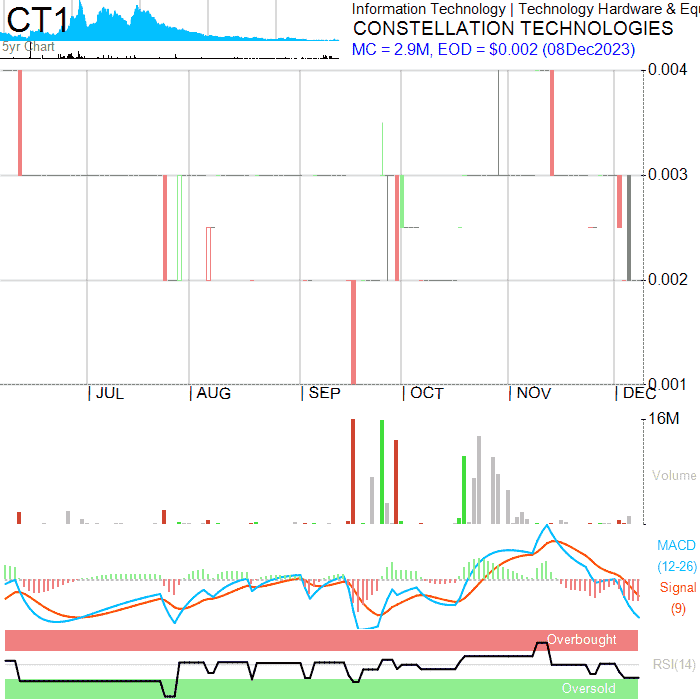 CT1
5yr Chart
Information Technology | Technology Hardware & Equ
CONSTELLATION TECHNOLOGIES
MC = 2.9M, EOD = $0.002 (08Dec2023)
0.004
0.003
0.002
0.001
JUL AUG SEP OCT NOV DEC
16M
Volume
MACD
(12-26)
Signal
(9)
Overbought
RSI(14)
Oversold